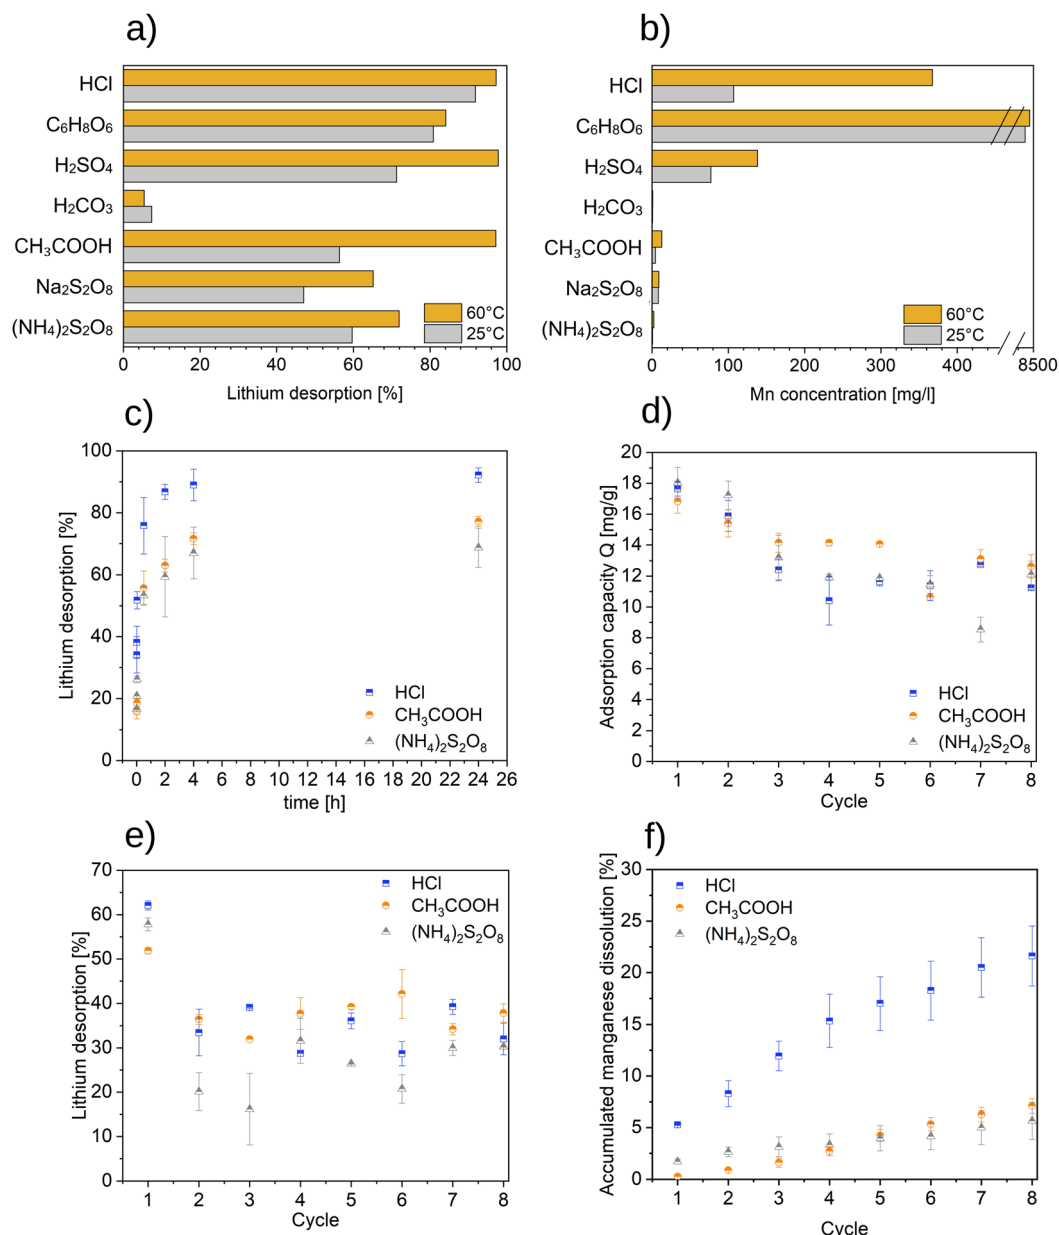 a)
HCl
C₆H₈O₆
H₂SO₄
H₂CO₃
CH₃COOH
Na₂S₂O₈
(NH₄)₂S₂O₈
60°C
25°C
0 20 40 60 80 100
Lithium desorption [%]
b)
HCl
C₆H₈O₆
H₂SO₄
H₂CO₃
CH₃COOH
Na₂S₂O₈
(NH₄)₂S₂O₈
60°C
25°C
0 100 200 300 400 8500
Mn concentration [mg/l]
c)
Lithium desorption [%]
100
80
60
40
20
0
HCl
CH₃COOH
(NH₄)₂S₂O₈
0 2 4 6 8 10 12 14 16 18 20 22 24 26
time [h]
d)
Adsorption capacity Q [mg/g]
20
18
16
14
12
10
8
6
4
2
0
HCl
CH₃COOH
(NH₄)₂S₂O₈
1 2 3 4 5 6 7 8
Cycle
e)
Lithium desorption [%]
70
60
50
40
30
20
10
0
HCl
CH₃COOH
(NH₄)₂S₂O₈
1 2 3 4 5 6 7 8
Cycle
f)
Accumulated manganese dissolution [%]
30
25
20
15
10
5
0
HCl
CH₃COOH
(NH₄)₂S₂O₈
1 2 3 4 5 6 7 8
Cycle